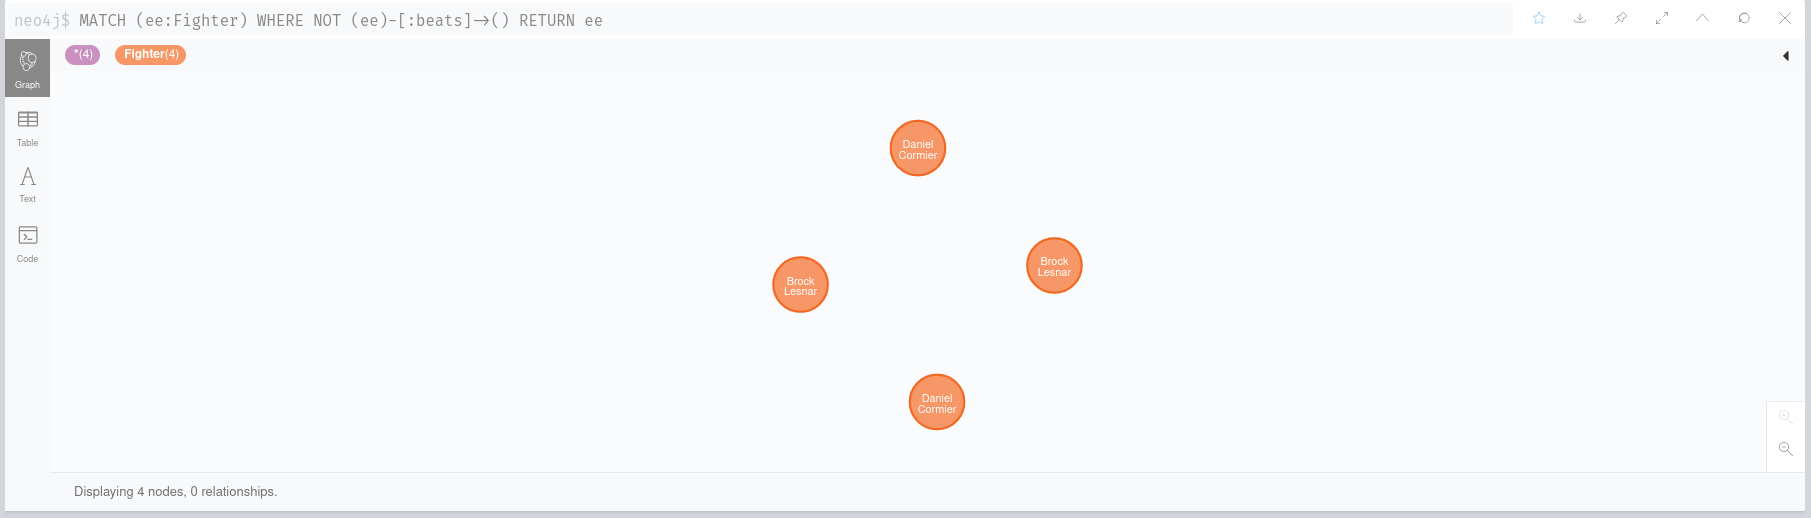 neo4j$ MATCH (ee:Fighter) WHERE NOT (ee)-[:beats]→() RETURN ee
*(4) Fighter(4)
Graph
Table
Text
Code
Daniel
Cormier
Brock
Lesnar
Brock
Lesnar
Daniel
Cormier
Displaying 4 nodes, 0 relationships.